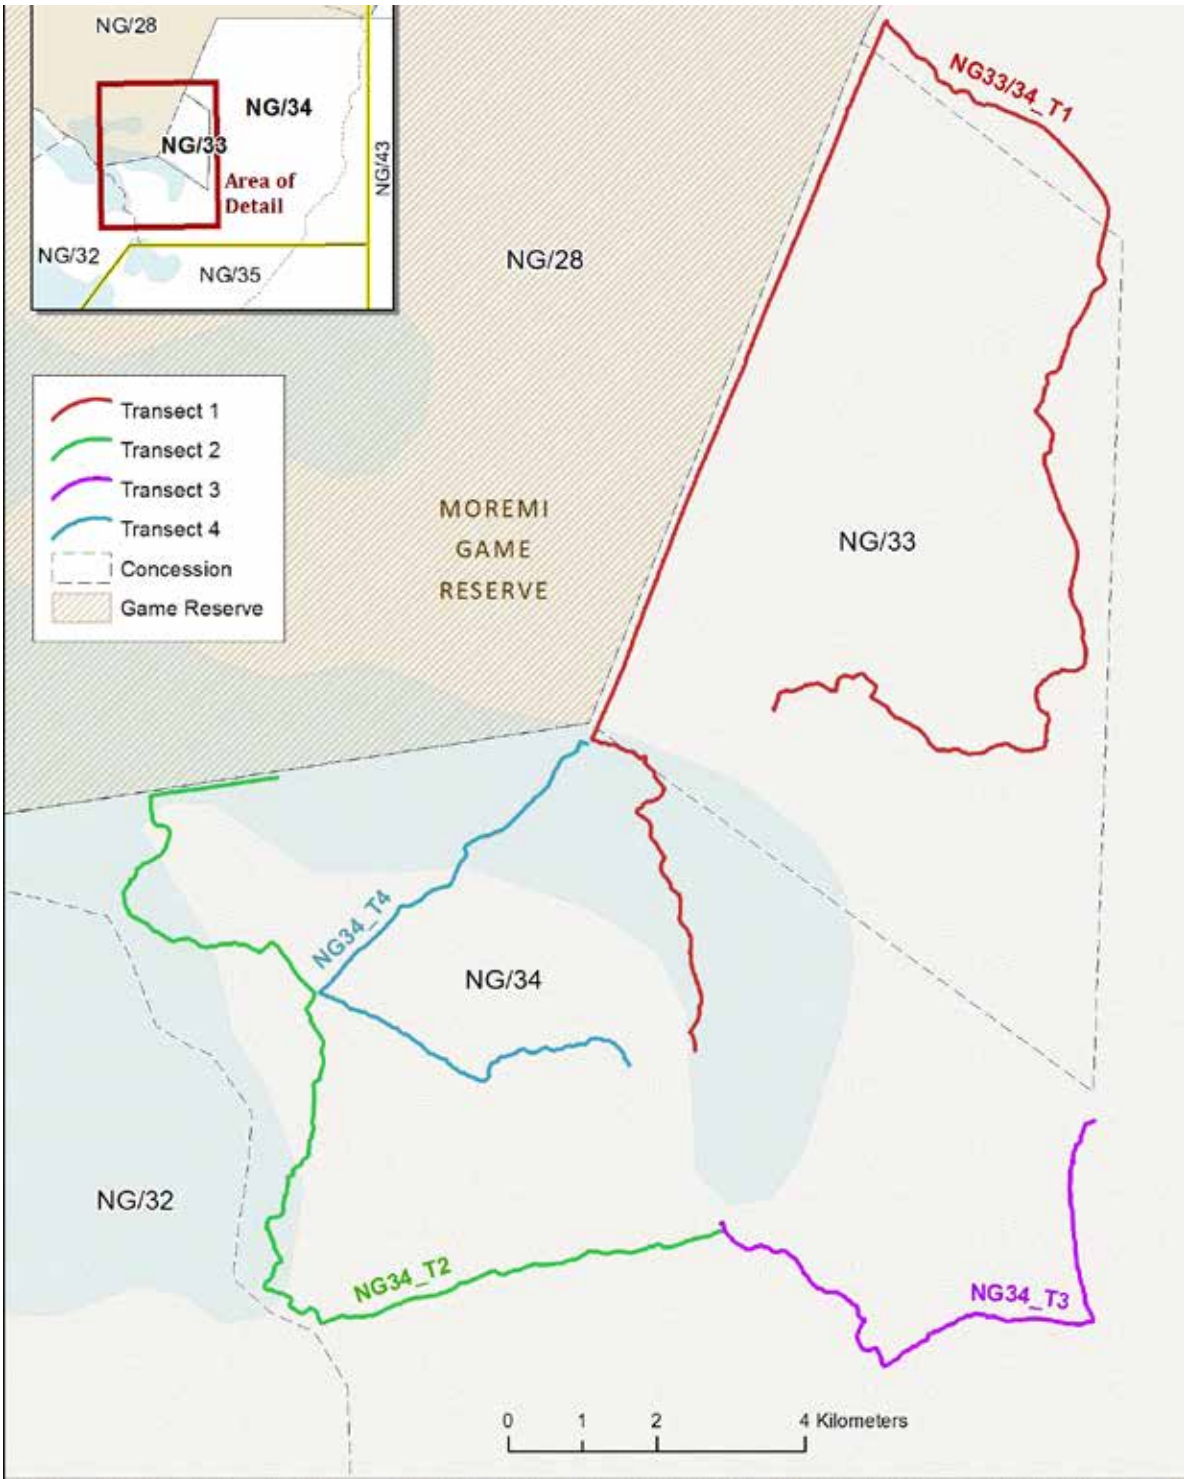 NG/28
NG/34
NG/33
NG/43
Area of
Detail
NG/32
NG/35
NG33/34_T1
NG/28
Transect 1
Transect 2
Transect 3
Transect 4
Concession
Game Reserve
MOREMI
GAME
RESERVE
NG/33
NG34_T4
NG/34
NG/32
NG34_T2
NG34_T3
0 1 2 4 Kilometers